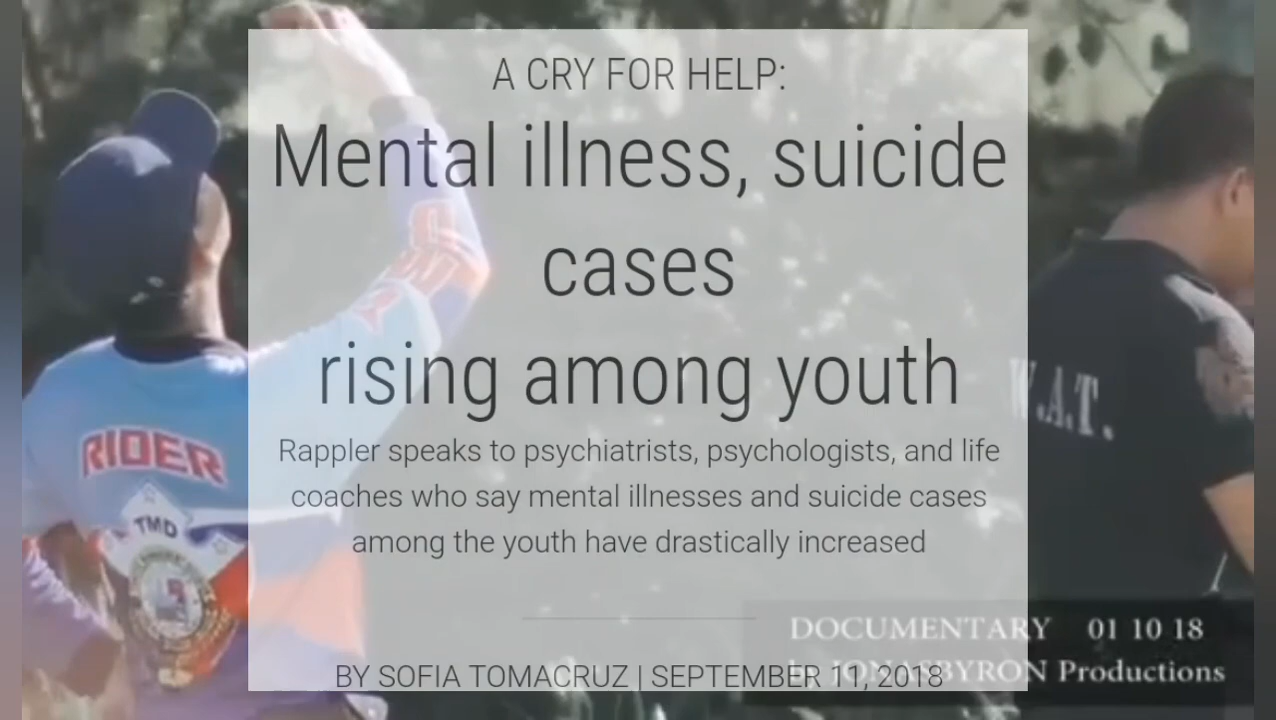 A CRY FOR HELP:
Mental illness, suicide
cases
rising among youth
Rappler speaks to psychiatrists, psychologists, and life
coaches who say mental illnesses and suicide cases
among the youth have drastically increased
BY SOFIA TOMACRUZ | SEPTEMBER 11, 2018
RIDER
TMD
W.A.T.
DOCUMENTARY 01 10 18
by JONASBYRON Productions